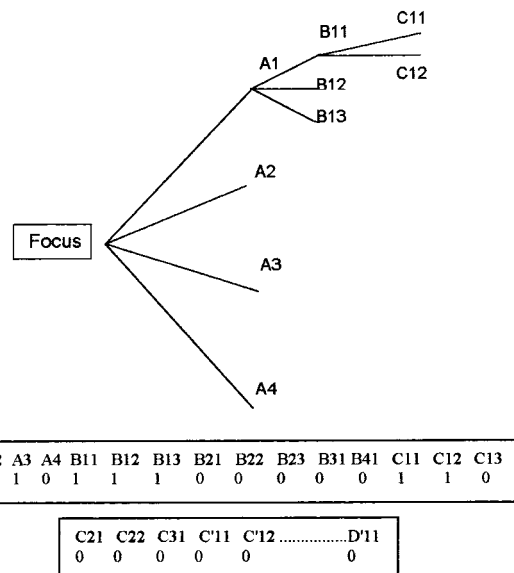 C11
B11
A1
C12
B12
B13
A2
Focus
A3
A4
A3 A4 B11 B12 B13 B21 B22 B23 B31 B41 C11 C12 C13
1 0 1 1 1 0 0 0 0 0 1 1 0
C21 C22 C31 C'11 C'12 ...............D'11
0 0 0 0 0 0